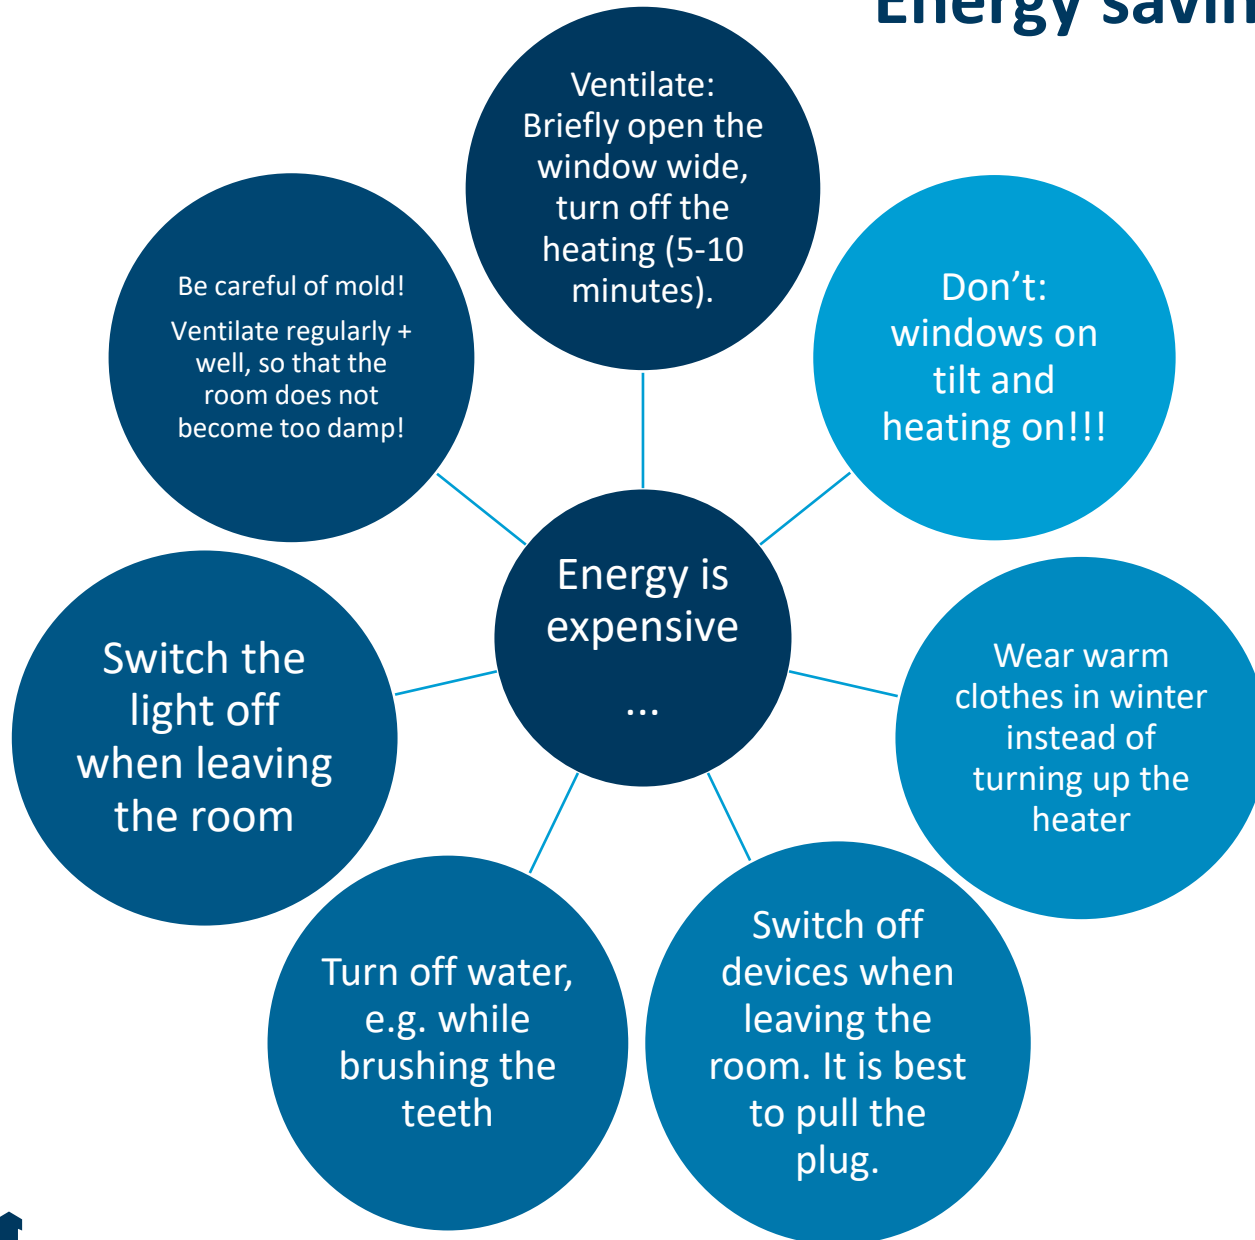 Energy savin
Ventilate:
Briefly open the
window wide,
turn off the
heating (5-10
minutes).
Don’t:
windows on
tilt and
heating on!!!
Wear warm
clothes in winter
instead of
turning up the
heater
Switch off
devices when
leaving the
room. It is best
to pull the
plug.
Turn off water,
e.g. while
brushing the
teeth
Switch the
light off
when leaving
the room
Be careful of mold!
Ventilate regularly +
well, so that the
room does not
become too damp!
Energy is
expensive
...